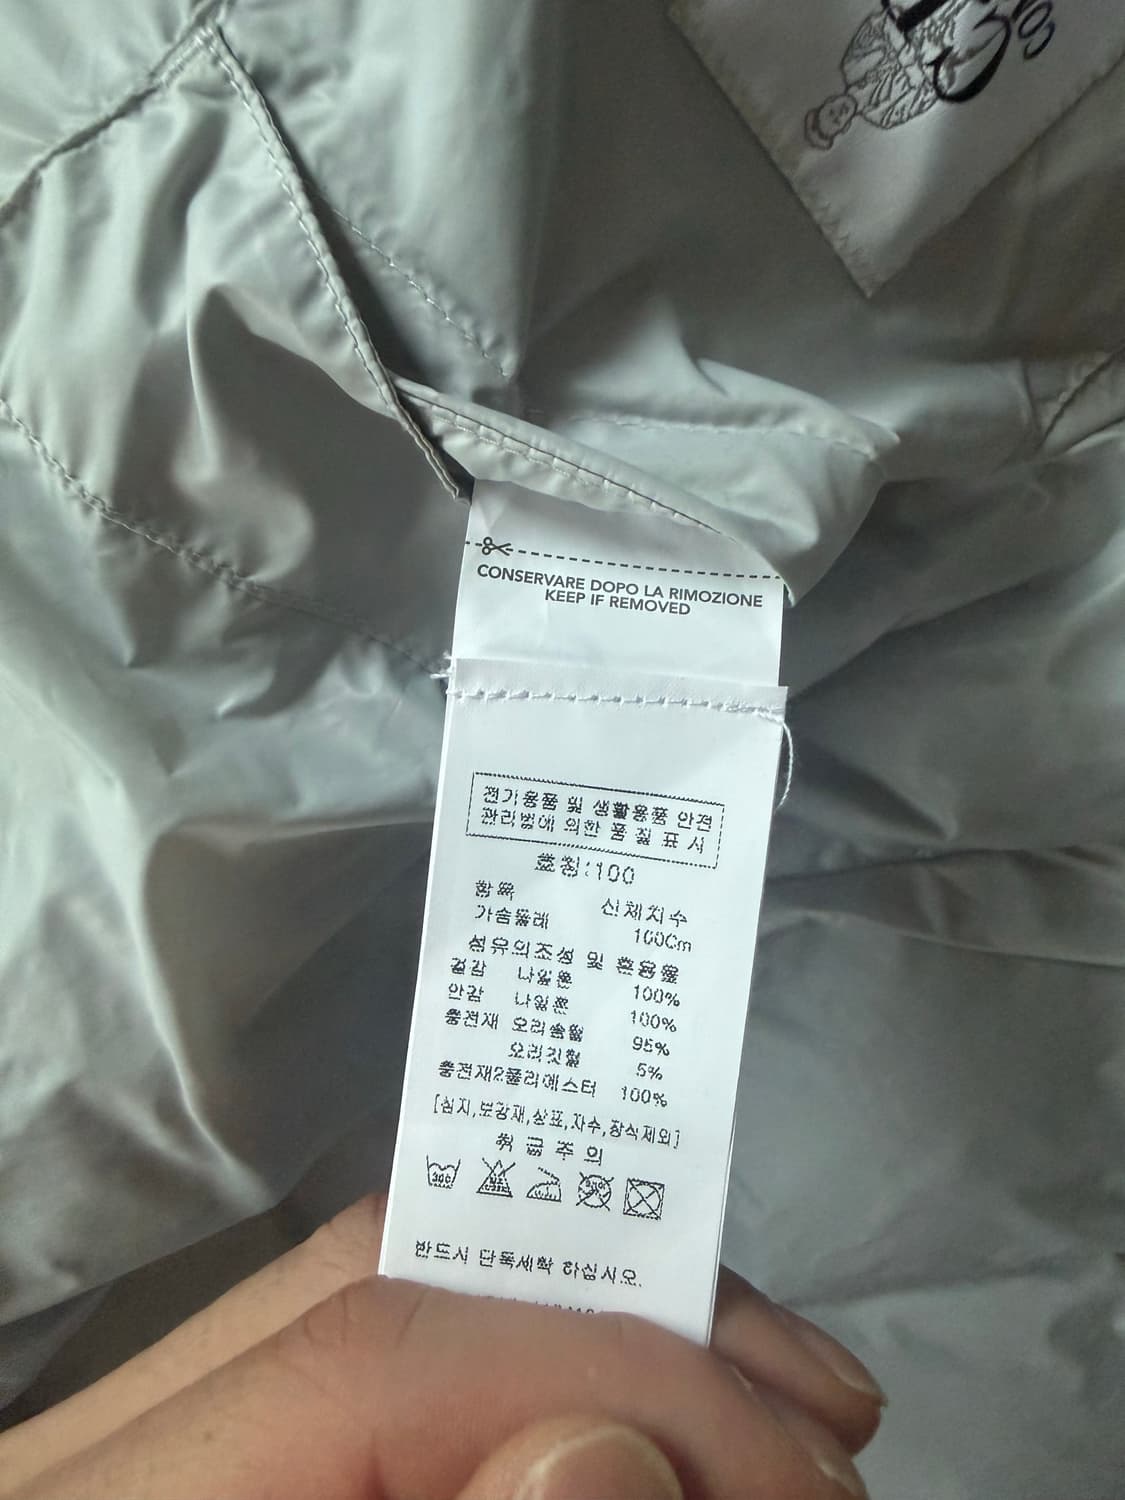 CONSERVARE DOPO LA RIMOZIONE
KEEP IF REMOVED
전기용품 및 생활용품 안전
관리법에 의한 품 질 표 시
호칭:100
항목 신체치수
가슴둘레 100Cm
섬유의조성 및 혼용율
겉감 나일론 100%
안감 나일론 100%
충전재 오리솜털 95%
오리깃털 5%
충전재2폴리에스터 100%
[심지,보강재,상표,자수,장식제외]
취 급 주 의
반드시 단독세탁 하십시오.